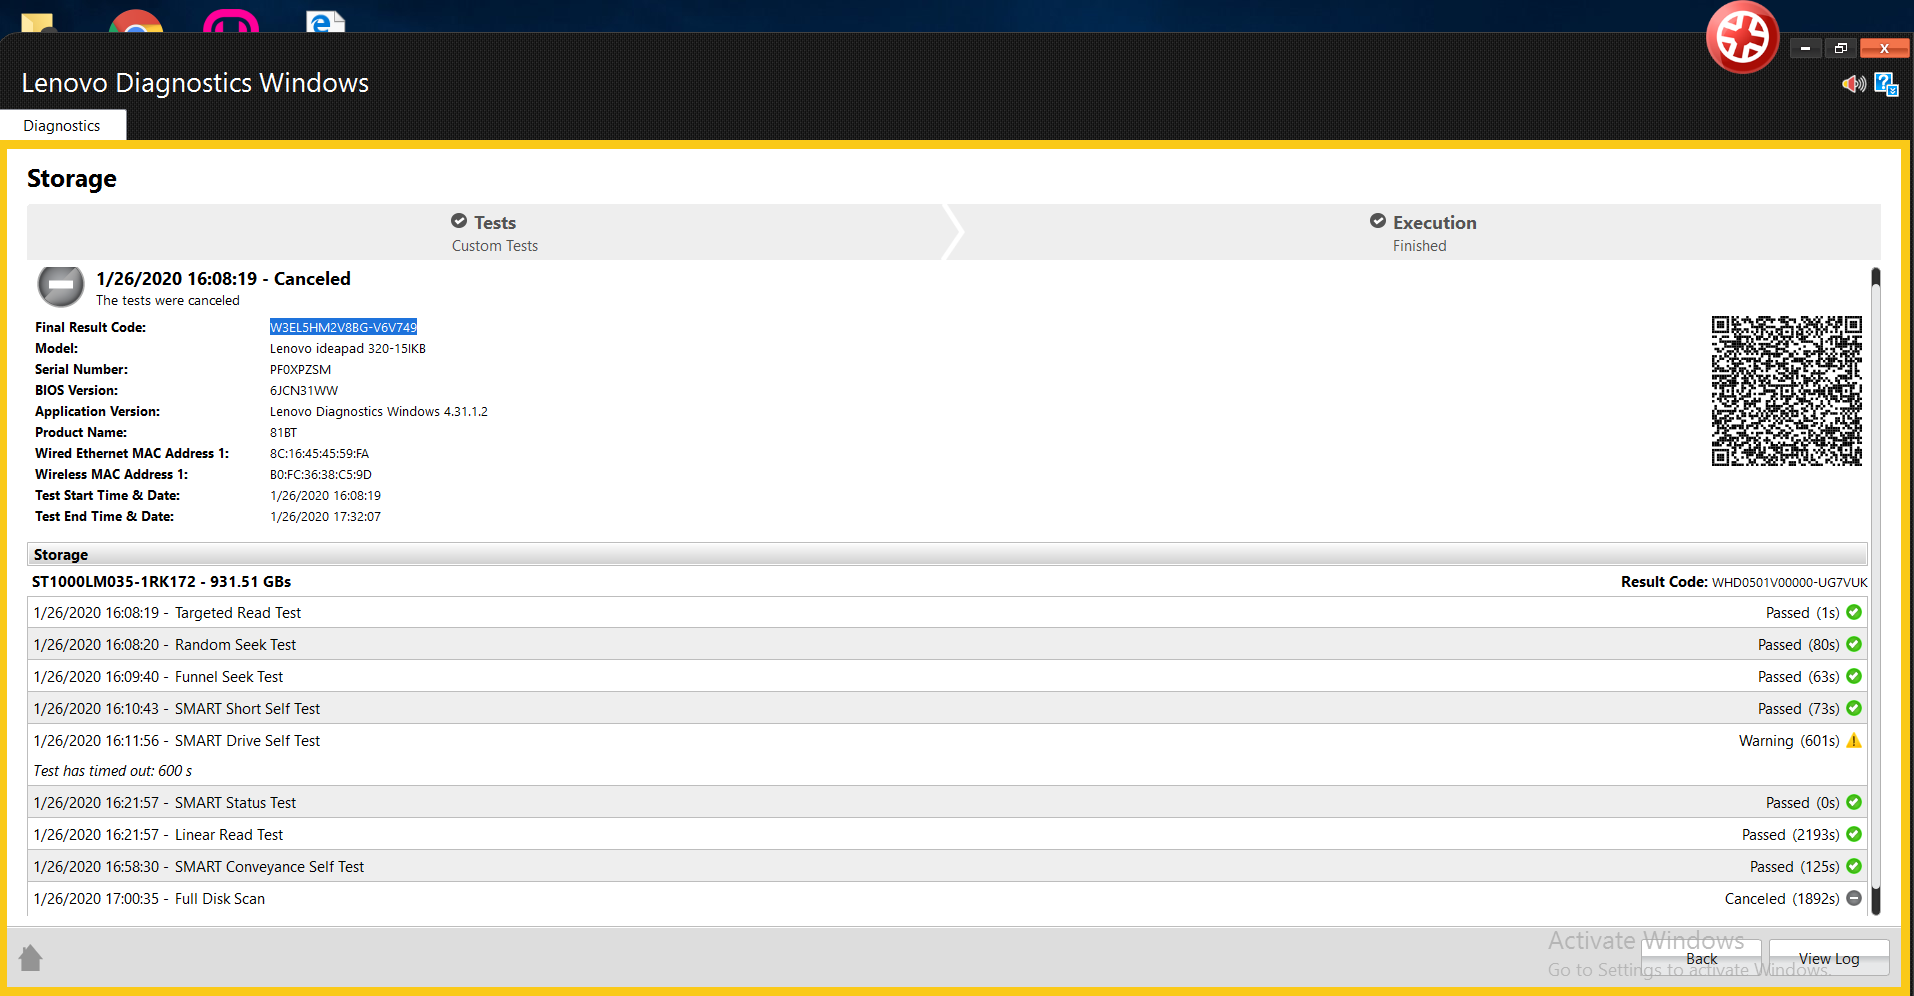 Lenovo Diagnostics Windows
Diagnostics
Storage
Tests
Custom Tests
Execution
Finished
1/26/2020 16:08:19 - Canceled
The tests were canceled
Final Result Code: W3EL5HM2V8BG-V6V749
Model: Lenovo ideapad 320-15IKB
Serial Number: PF0XPZSM
BIOS Version: 6JCN31WW
Application Version: Lenovo Diagnostics Windows 4.31.1.2
Product Name: 81BT
Wired Ethernet MAC Address 1: 8C:16:45:45:59:FA
Wireless MAC Address 1: B0:FC:36:38:C5:9D
Test Start Time & Date: 1/26/2020 16:08:19
Test End Time & Date: 1/26/2020 17:32:07
Storage
ST1000LM035-1RK172 - 931.51 GBs Result Code: WHD0501V00000-UG7VUK
1/26/2020 16:08:19 - Targeted Read Test Passed (1s)
1/26/2020 16:08:20 - Random Seek Test Passed (80s)
1/26/2020 16:09:40 - Funnel Seek Test Passed (63s)
1/26/2020 16:10:43 - SMART Short Self Test Passed (73s)
1/26/2020 16:11:56 - SMART Drive Self Test Warning (601s)
Test has timed out: 600 s
1/26/2020 16:21:57 - SMART Status Test Passed (0s)
1/26/2020 16:21:57 - Linear Read Test Passed (2193s)
1/26/2020 16:58:30 - SMART Conveyance Self Test Passed (125s)
1/26/2020 17:00:35 - Full Disk Scan Canceled (1892s)
Activate Windows
Go to Settings to activate Windows.
Back
View Log